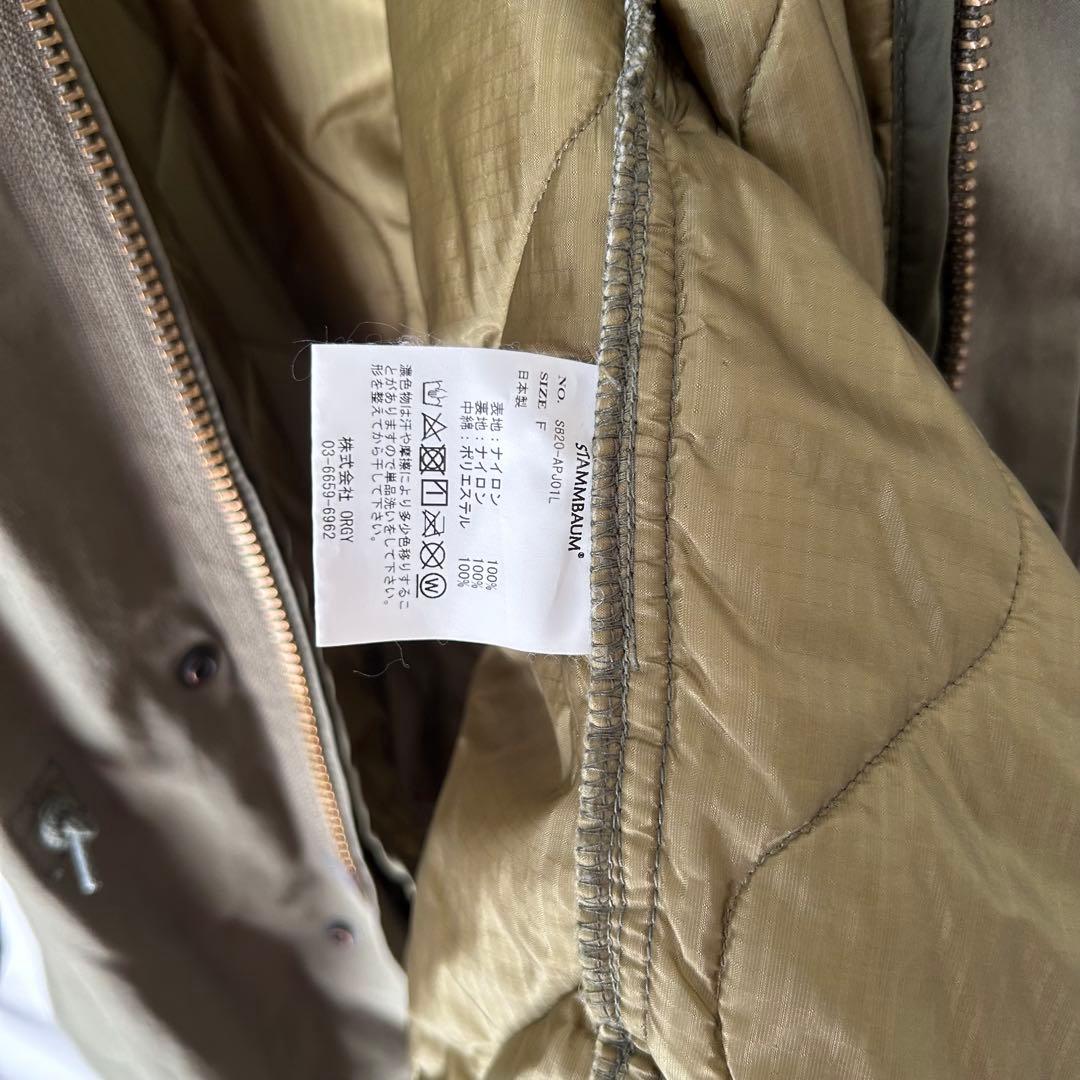 STAMMBAUM®
NO. SB20-APJ01L
SIZE F
日本製
表地：ナイロン 100%
裏地：ナイロン 100%
中綿：ポリエステル 100%
W
濃色物は汗や摩擦により多少色移りするこ
とがありますので単品洗いをして下さい。
形を整えてから干して下さい。
株式会社 ORGY
03-6659-6962